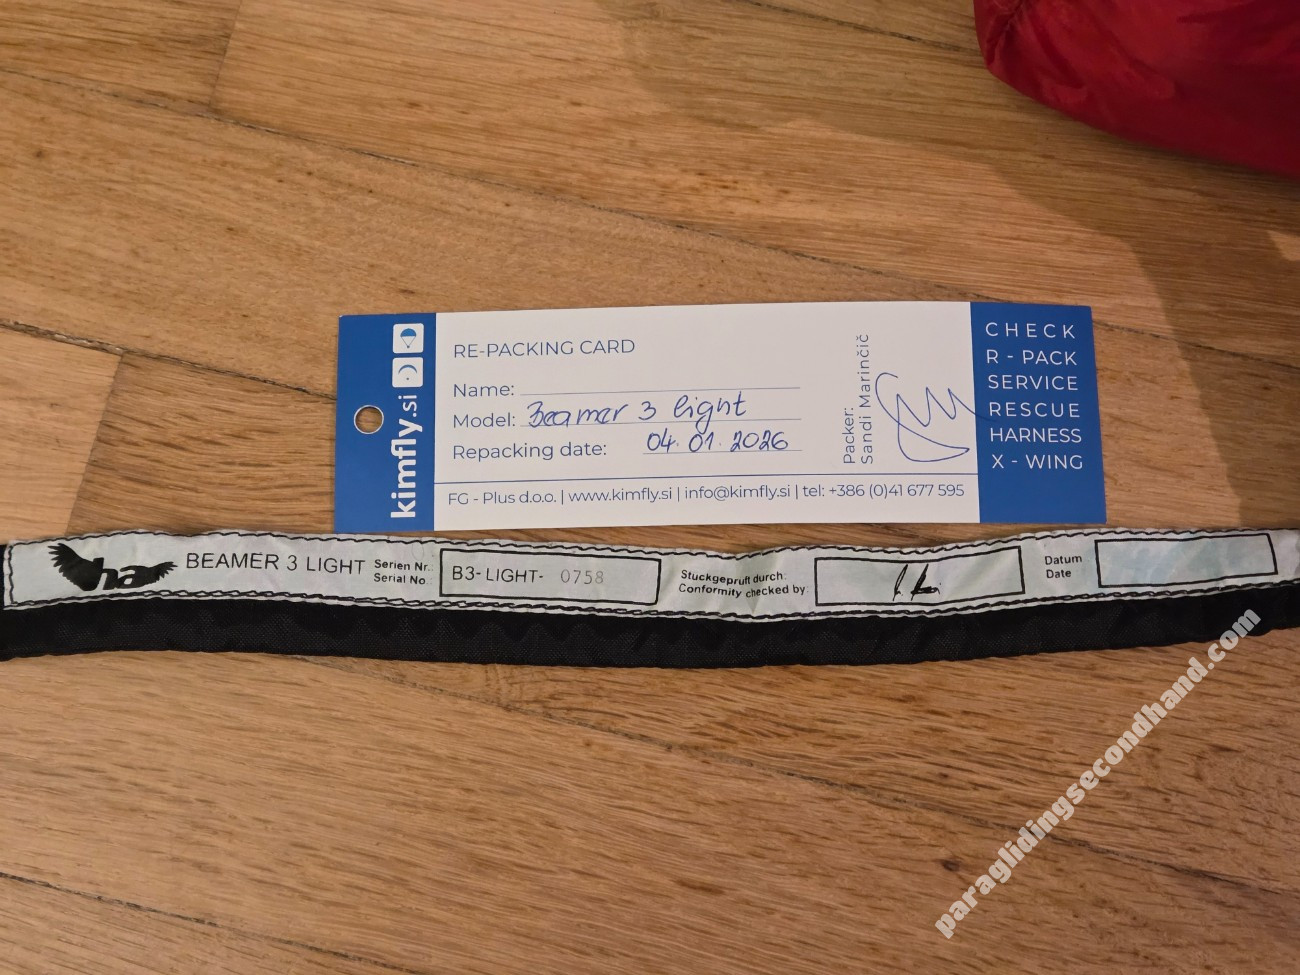 kimfly.si
RE-PACKING CARD
Name:
Model: Beamer 3 light
Repacking date: 04. 01. 2026
Packer:
Sandi Marinčič
FG - Plus d.o.o. | www.kimfly.si | info@kimfly.si | tel: +386 (0)41 677 595
CHECK
R - PACK
SERVICE
RESCUE
HARNESS
X - WING
ha
BEAMER 3 LIGHT
Serien Nr.:
Serial No.:
B3-LIGHT- 0758
Stuckgepruft durch:
Conformity checked by:
Datum
Date
paraglidingsecondhand.com